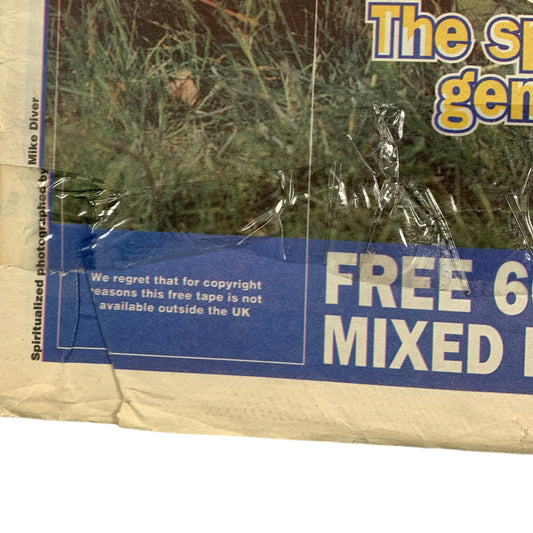 The sp
gen
Spiritualized photographed by Mike Diver
We regret that for copyright
reasons this free tape is not
available outside the UK
FREE 6
MIXED